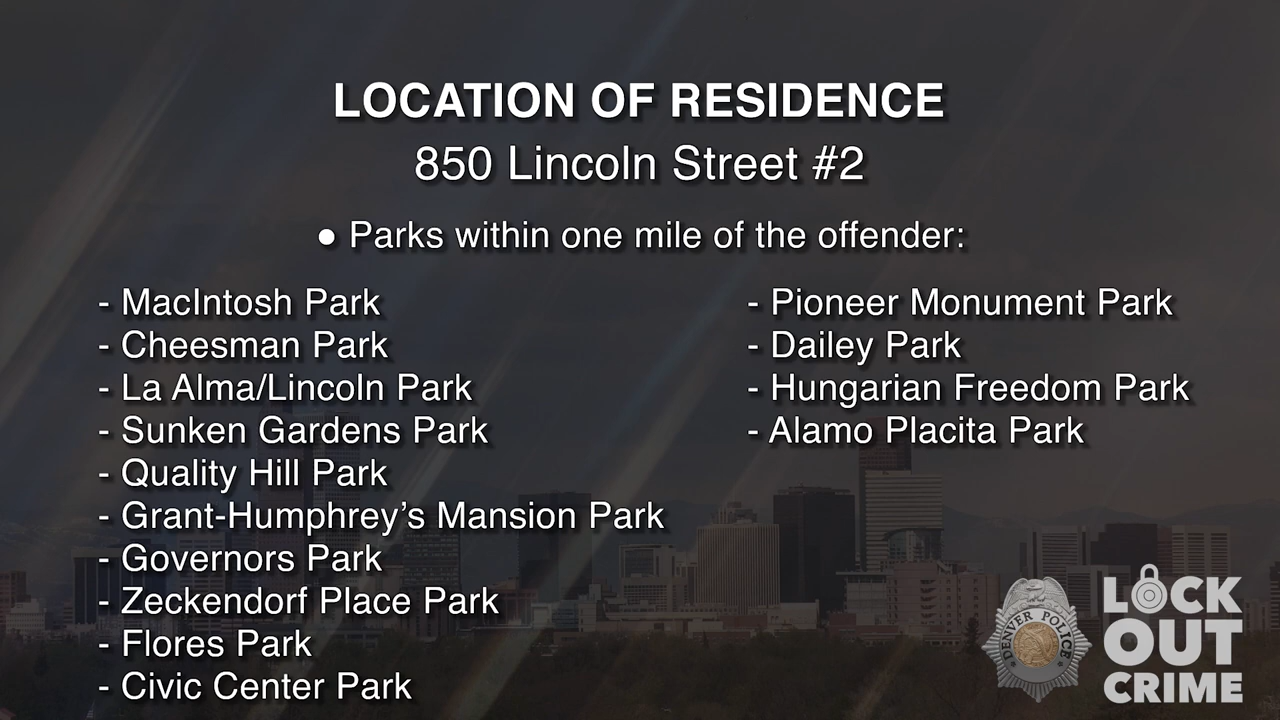 LOCATION OF RESIDENCE
850 Lincoln Street #2
● Parks within one mile of the offender:
- MacIntosh Park
- Cheesman Park
- La Alma/Lincoln Park
- Sunken Gardens Park
- Quality Hill Park
- Grant-Humphrey’s Mansion Park
- Governors Park
- Zeckendorf Place Park
- Flores Park
- Civic Center Park
- Pioneer Monument Park
- Dailey Park
- Hungarian Freedom Park
- Alamo Placita Park
DENVER POLICE
LOCK
OUT
CRIME